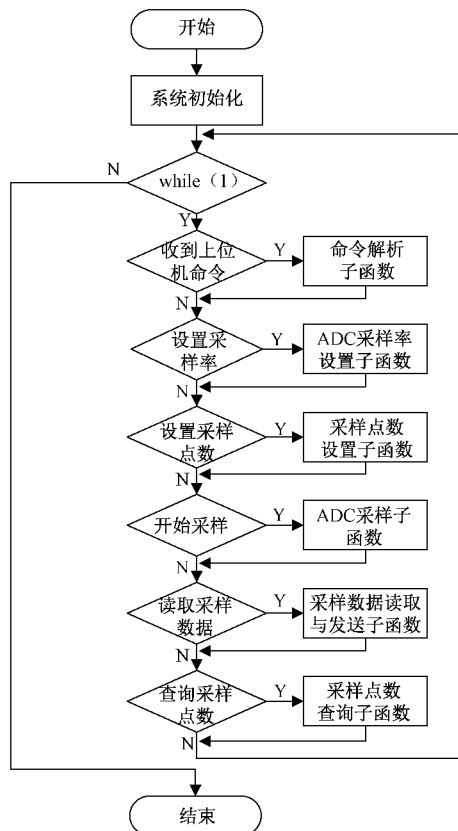 开始
系统初始化
N
while（1）
Y
收到上位
机命令
Y
命令解析
子函数
N
设置采
样率
Y
ADC采样率
设置子函数
N
设置采样
点数
Y
采样点数
设置子函数
N
开始采样
Y
ADC采样子
函数
N
读取采样
数据
Y
采样数据读取
与发送子函数
N
查询采样
点数
Y
采样点数
查询子函数
N
结束